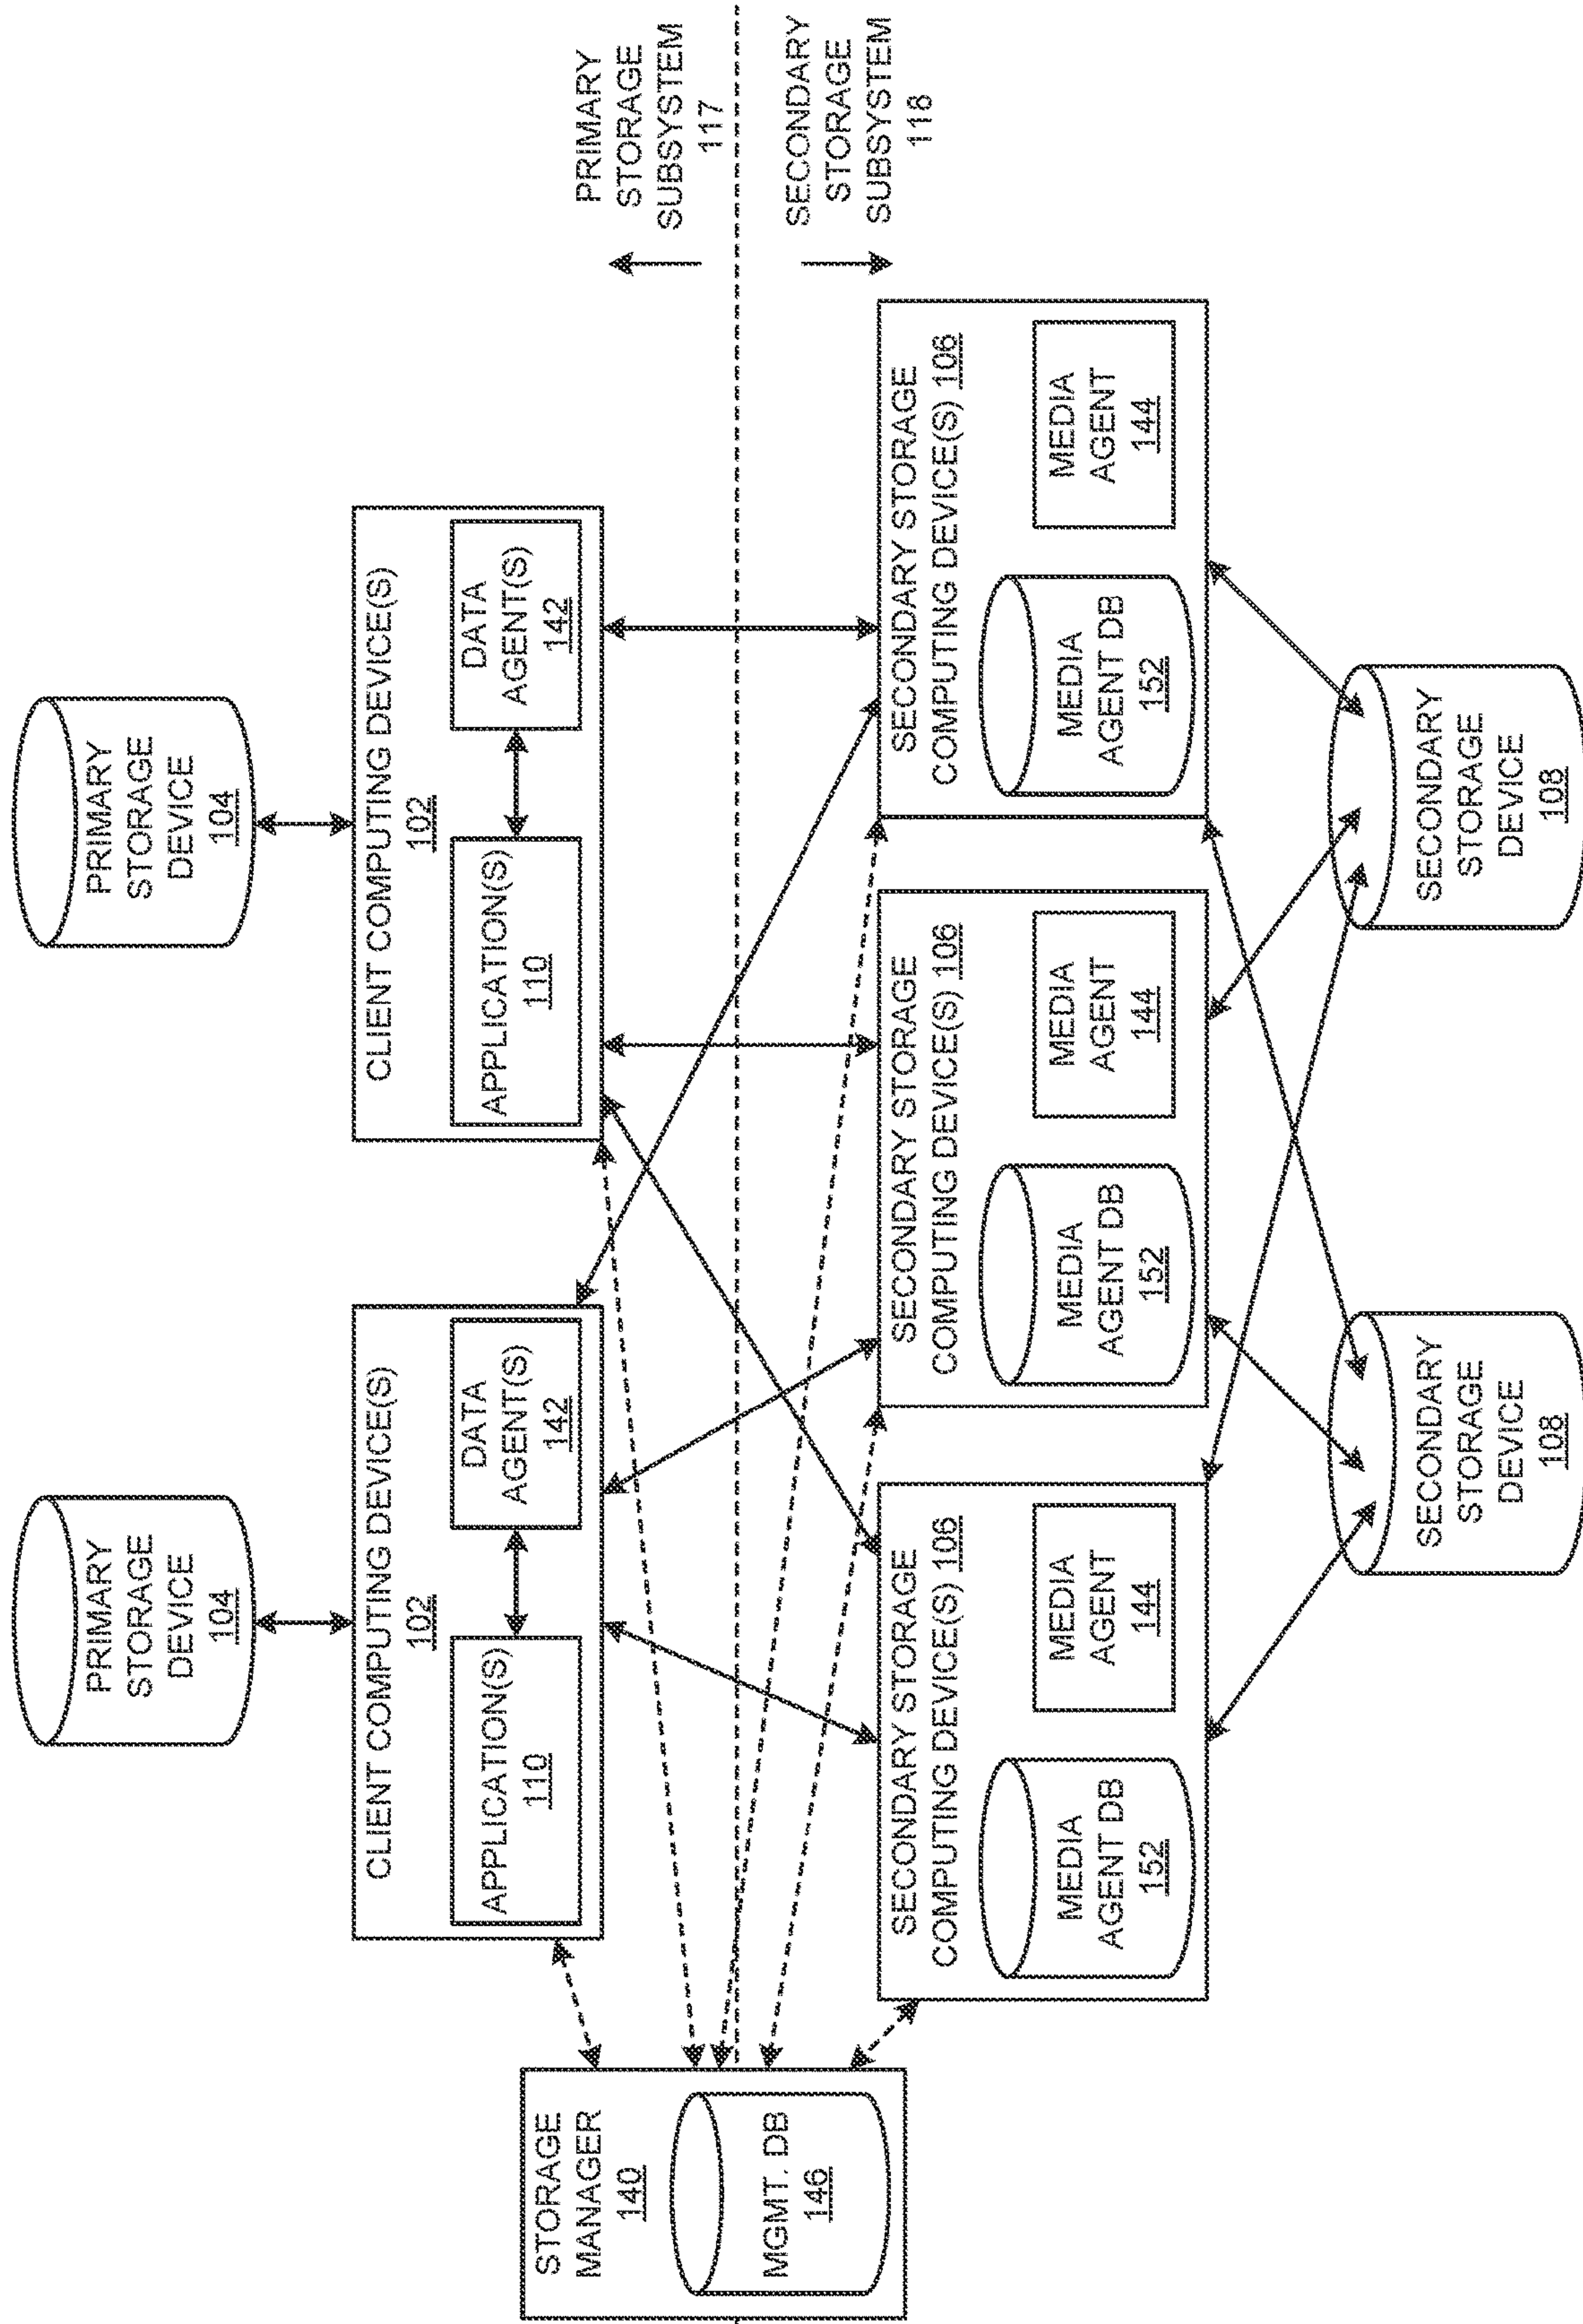 PRIMARY
STORAGE
DEVICE
104
PRIMARY
STORAGE
DEVICE
104
CLIENT COMPUTING DEVICE(S)
102
APPLICATION(S)
110
DATA
AGENT(S)
142
CLIENT COMPUTING DEVICE(S)
102
APPLICATION(S)
110
DATA
AGENT(S)
142
STORAGE
MANAGER
140
MGMT. DB
146
PRIMARY
STORAGE
SUBSYSTEM
117
SECONDARY
STORAGE
SUBSYSTEM
118
SECONDARY STORAGE
COMPUTING DEVICE(S) 106
MEDIA
AGENT DB
152
MEDIA
AGENT
144
SECONDARY STORAGE
COMPUTING DEVICE(S) 106
MEDIA
AGENT DB
152
MEDIA
AGENT
144
SECONDARY STORAGE
COMPUTING DEVICE(S) 106
MEDIA
AGENT DB
152
MEDIA
AGENT
144
SECONDARY
STORAGE
DEVICE
108
SECONDARY
STORAGE
DEVICE
108